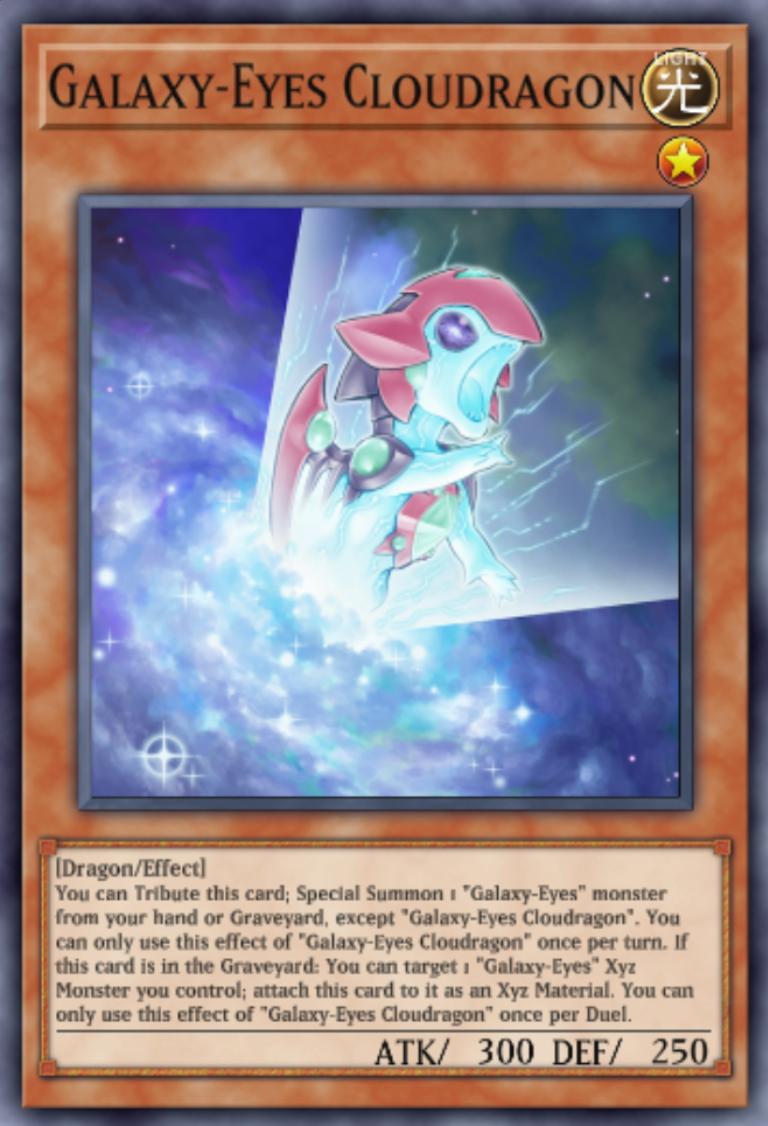 GALAXY-EYES CLOUDRAGON
LIGHT
光
[Dragon/Effect]
You can Tribute this card; Special Summon 1 "Galaxy-Eyes" monster
from your hand or Graveyard, except "Galaxy-Eyes Cloudragon". You
can only use this effect of "Galaxy-Eyes Cloudragon" once per turn. If
this card is in the Graveyard: You can target 1 "Galaxy-Eyes" Xyz
Monster you control; attach this card to it as an Xyz Material. You can
only use this effect of "Galaxy-Eyes Cloudragon" once per Duel.
ATK/ 300 DEF/ 250